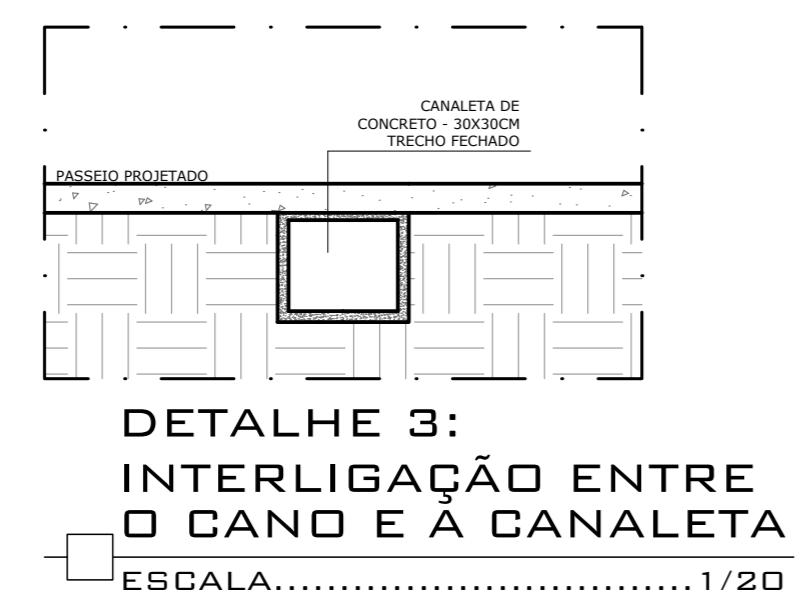 CANALETA DE
CONCRETO - 30X30CM
TRECHO FECHADO
PASSEIO PROJETADO
DETALHE 3:
INTERLIGAÇÃO ENTRE
O CANO E A CANALETA
ESCALA................................1/20